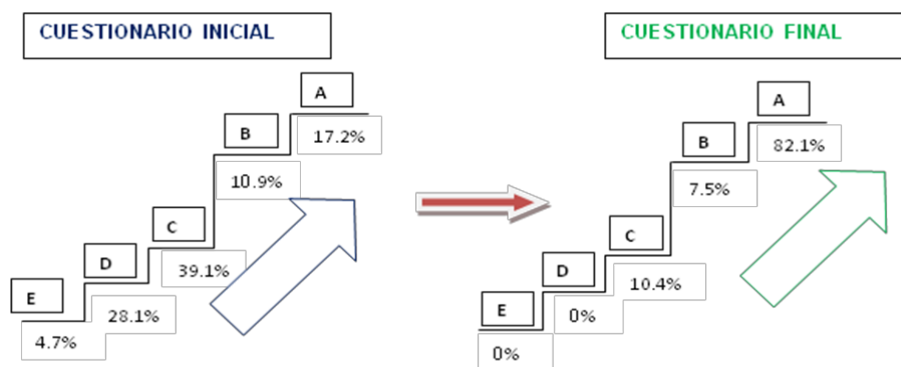 CUESTIONARIO INICIAL
A
17.2%
B
10.9%
C
39.1%
D
28.1%
E
4.7%
CUESTIONARIO FINAL
A
82.1%
B
7.5%
C
10.4%
D
0%
E
0%